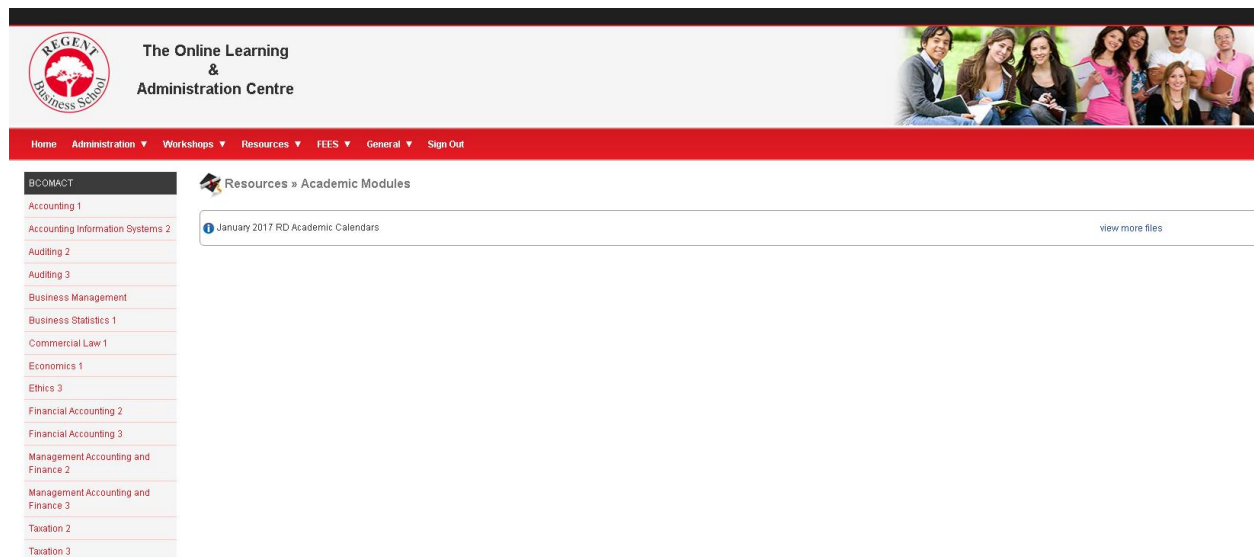 REGENT
Business School
The Online Learning
&
Administration Centre
Home Administration ▼ Workshops ▼ Resources ▼ FEES ▼ General ▼ Sign Out
BCOMACT
Accounting 1
Accounting Information Systems 2
Auditing 2
Auditing 3
Business Management
Business Statistics 1
Commercial Law 1
Economics 1
Ethics 3
Financial Accounting 2
Financial Accounting 3
Management Accounting and
Finance 2
Management Accounting and
Finance 3
Taxation 2
Taxation 3
Resources » Academic Modules
January 2017 RD Academic Calendars
view more files